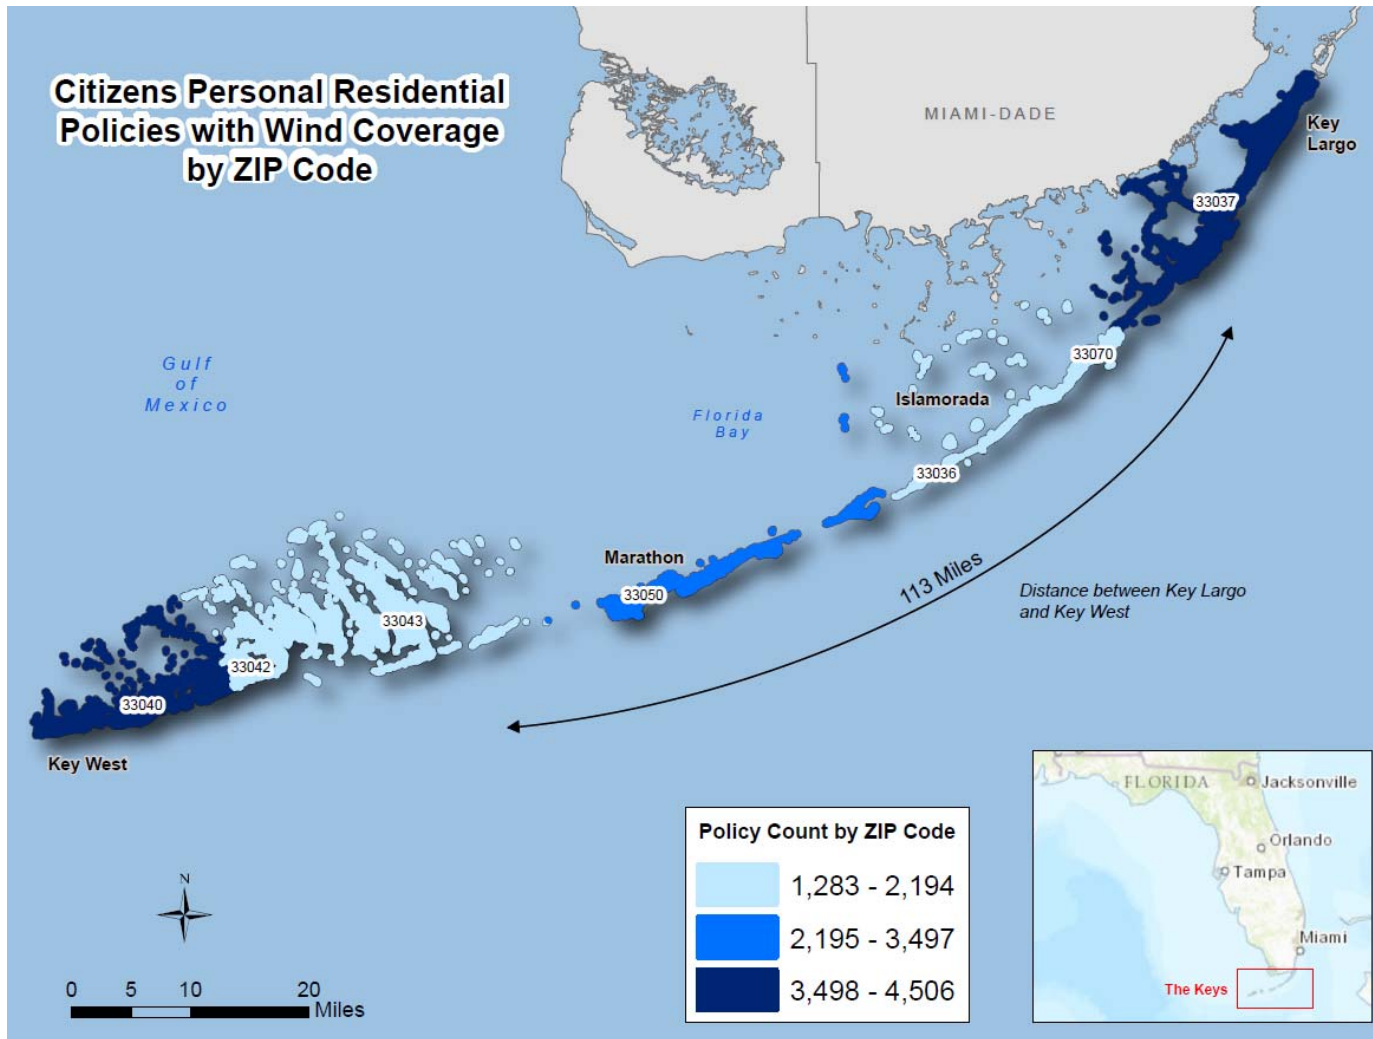 Citizens Personal Residential
Policies with Wind Coverage
by ZIP Code
MIAMI-DADE
Key
Largo
33037
Gulf
of
Mexico
Florida
Bay
33070
Islamorada
33036
Marathon
33050
113 Miles
Distance between Key Largo
and Key West
33043
33042
33040
Key West
N
0 5 10 20
Miles
Policy Count by ZIP Code
1,283 - 2,194
2,195 - 3,497
3,498 - 4,506
FLORIDA
Jacksonville
Orlando
Tampa
Miami
The Keys